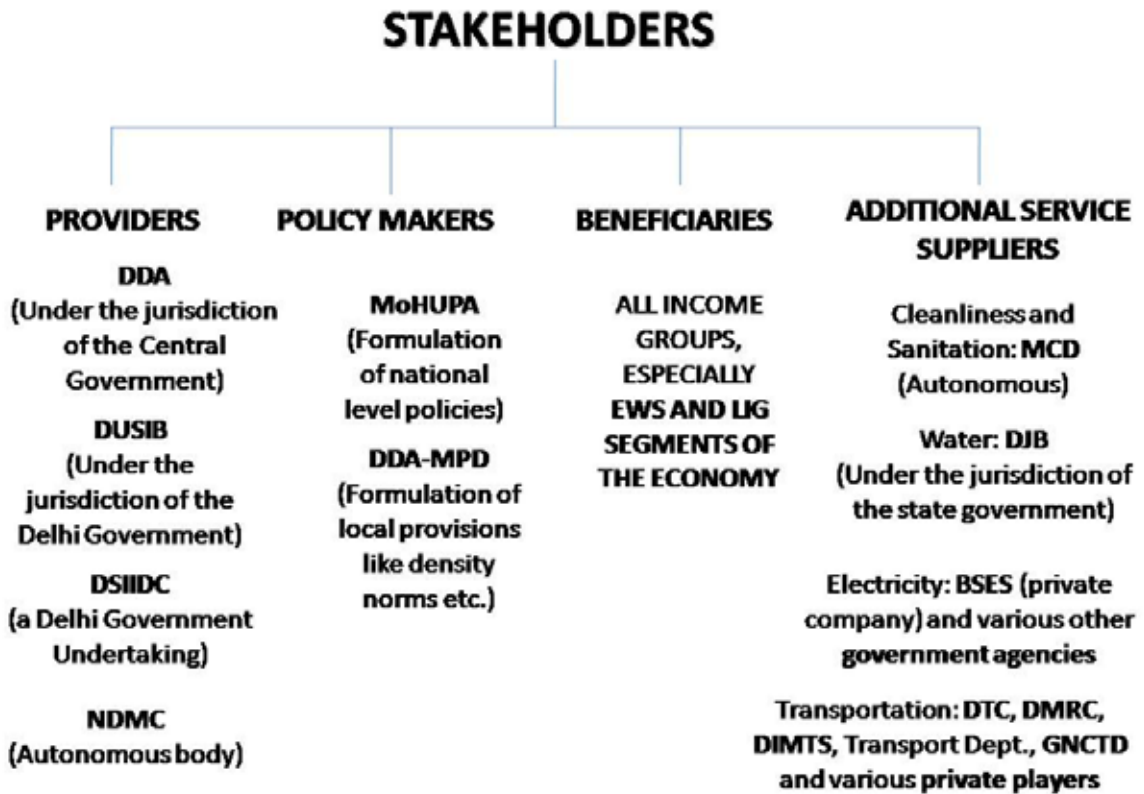 STAKEHOLDERS
PROVIDERS
DDA
(Under the jurisdiction
of the Central
Government)
DUSIB
(Under the
jurisdiction of the
Delhi Government)
DSIIDC
(a Delhi Government
Undertaking)
NDMC
(Autonomous body)
POLICY MAKERS
MoHUPA
(Formulation
of national
level policies)
DDA-MPD
(Formulation of
local provisions
like density
norms etc.)
BENEFICIARIES
ALL INCOME
GROUPS,
ESPECIALLY
EWS AND LIG
SEGMENTS OF
THE ECONOMY
ADDITIONAL SERVICE
SUPPLIERS
Cleanliness and
Sanitation: MCD
(Autonomous)
Water: DJB
(Under the jurisdiction of
the state government)
Electricity: BSES (private
company) and various other
government agencies
Transportation: DTC, DMRC,
DIMTS, Transport Dept., GNCTD
and various private players